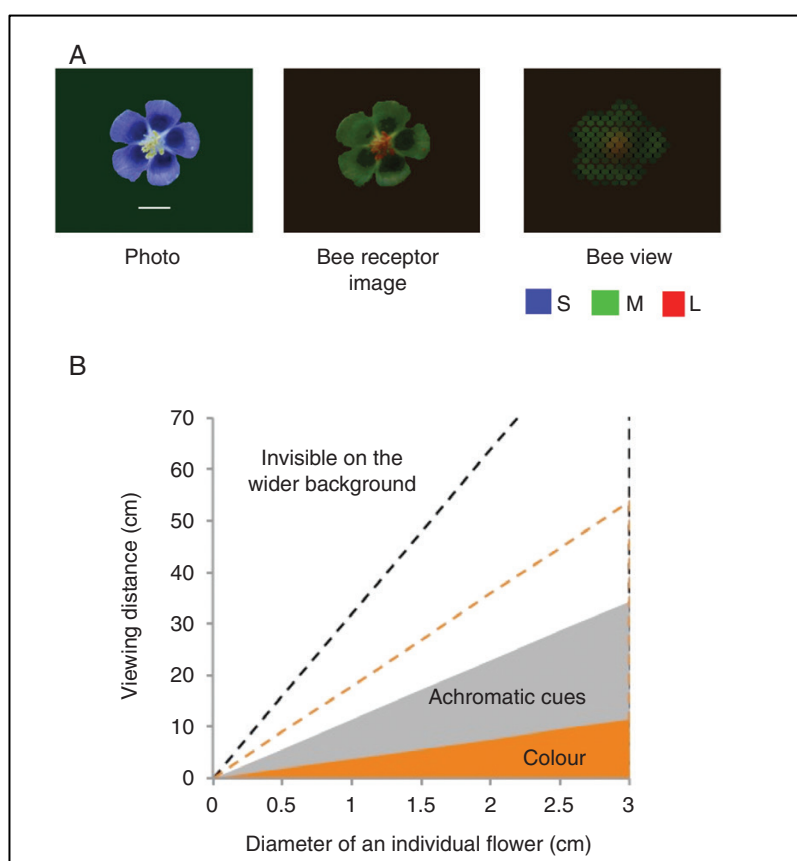 A
Photo
Bee receptor
image
Bee view
S M L
B
70
60
50
40
30
20
10
0
Viewing distance (cm)
Invisible on the
wider background
Achromatic cues
Colour
0 0.5 1 1.5 2 2.5 3
Diameter of an individual flower (cm)